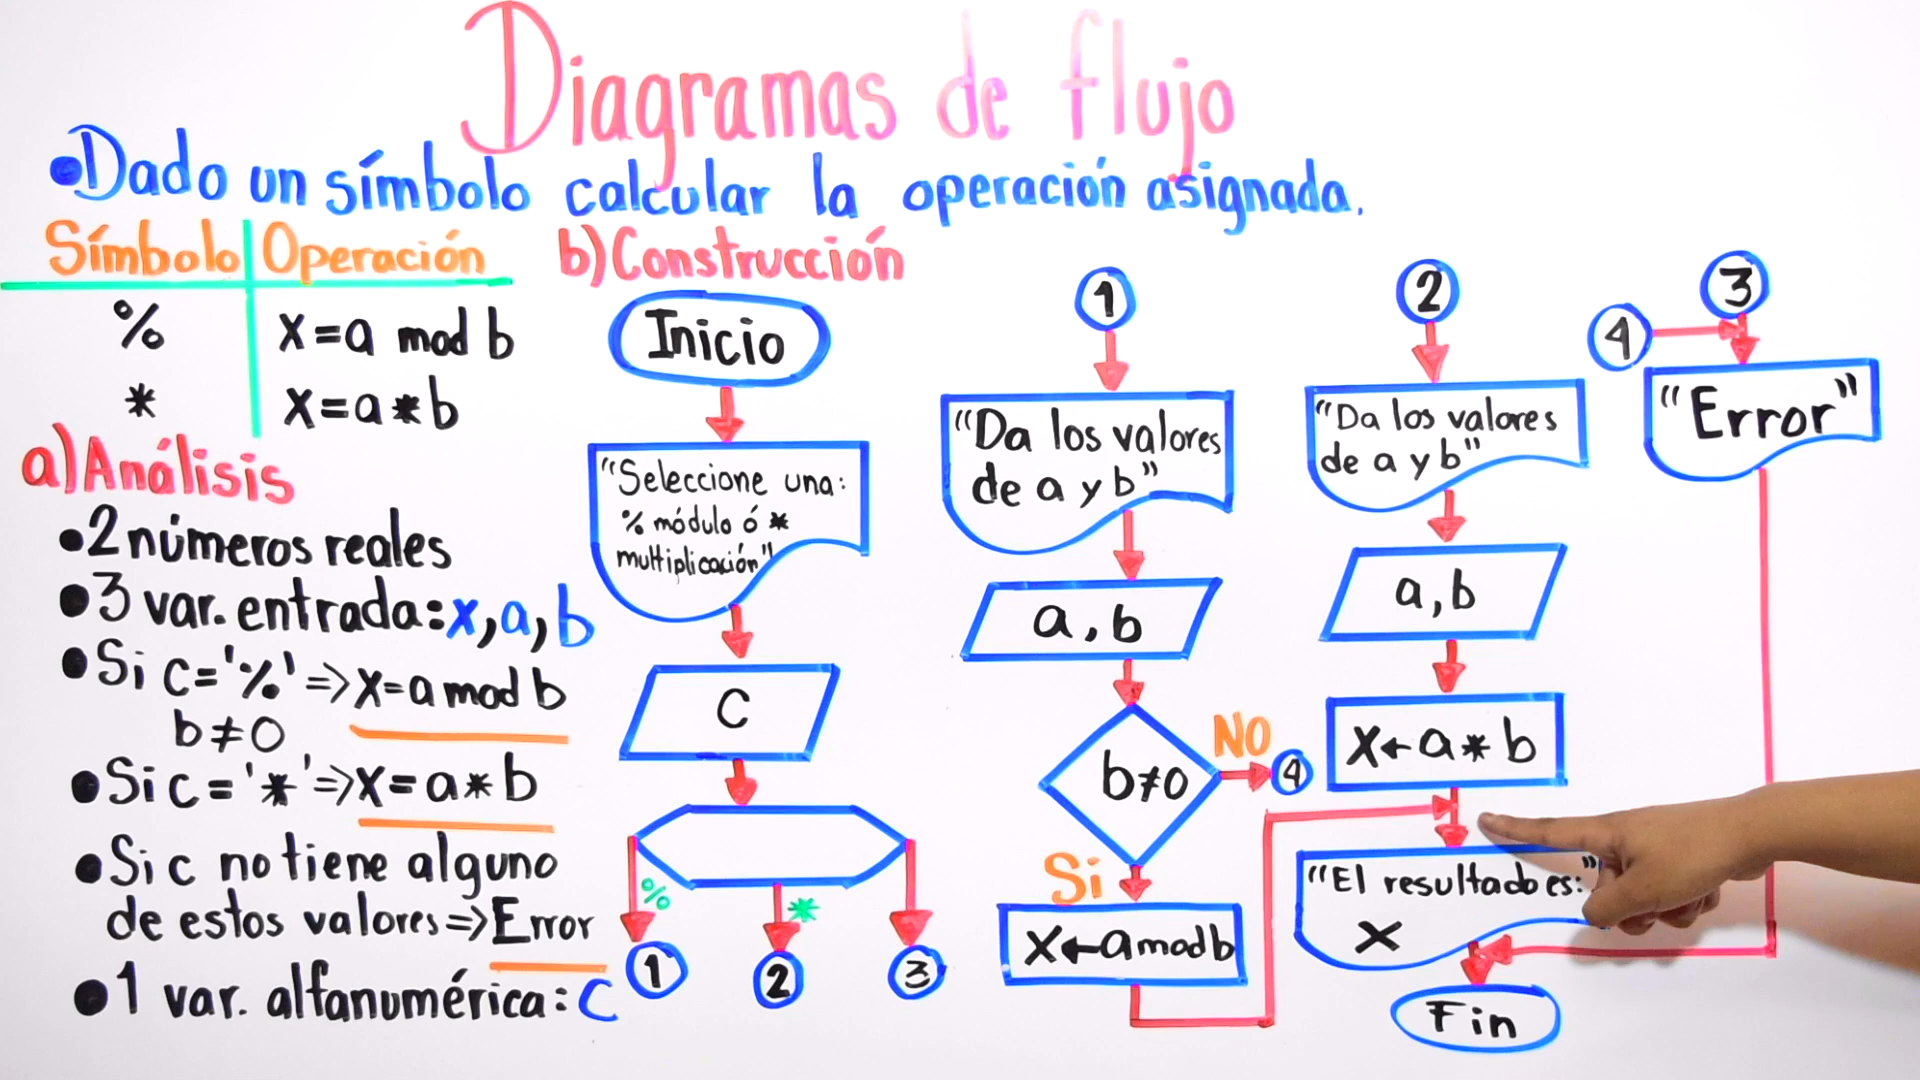 Diagramas de flujo
•Dado un símbolo calcular la operación asignada.
Símbolo Operación
% x=a mod b
* x=a*b
a) Análisis
•2 números reales
•3 var. entrada: x, a, b
•Si c='%' => x=a mod b
b≠0
•Si c='*' => x=a*b
•Si c no tiene alguno
de estos valores => Error
•1 var. alfanumérica: C
b) Construcción
Inicio
"Seleccione una:
% módulo ó *
multiplicación"
C
%
*
1
2
3
1
"Da los valores
de a y b"
a, b
b≠0
NO
4
Si
x←a mod b
2
"Da los valores
de a y b"
a, b
x←a*b
"El resultado es:"
x
Fin
3
4
"Error"